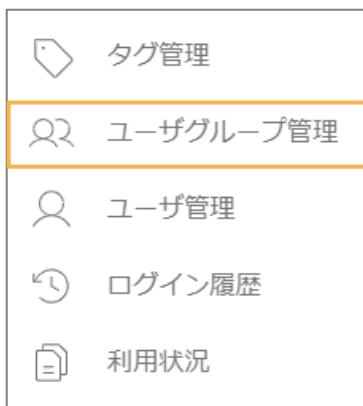 タグ管理
ユーザグループ管理
ユーザ管理
ログイン履歴
利用状況